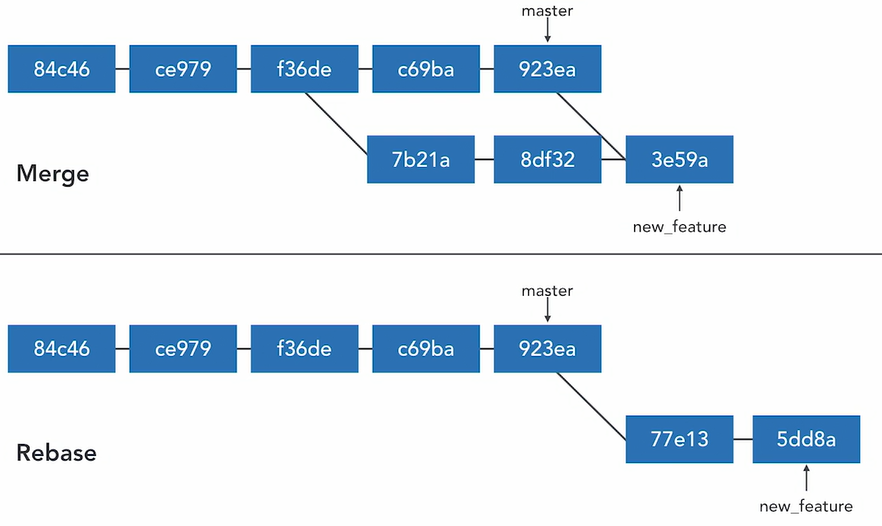 master
84c46 ce979 f36de c69ba 923ea
7b21a 8df32 3e59a
Merge
new_feature
master
84c46 ce979 f36de c69ba 923ea
77e13 5dd8a
Rebase
new_feature